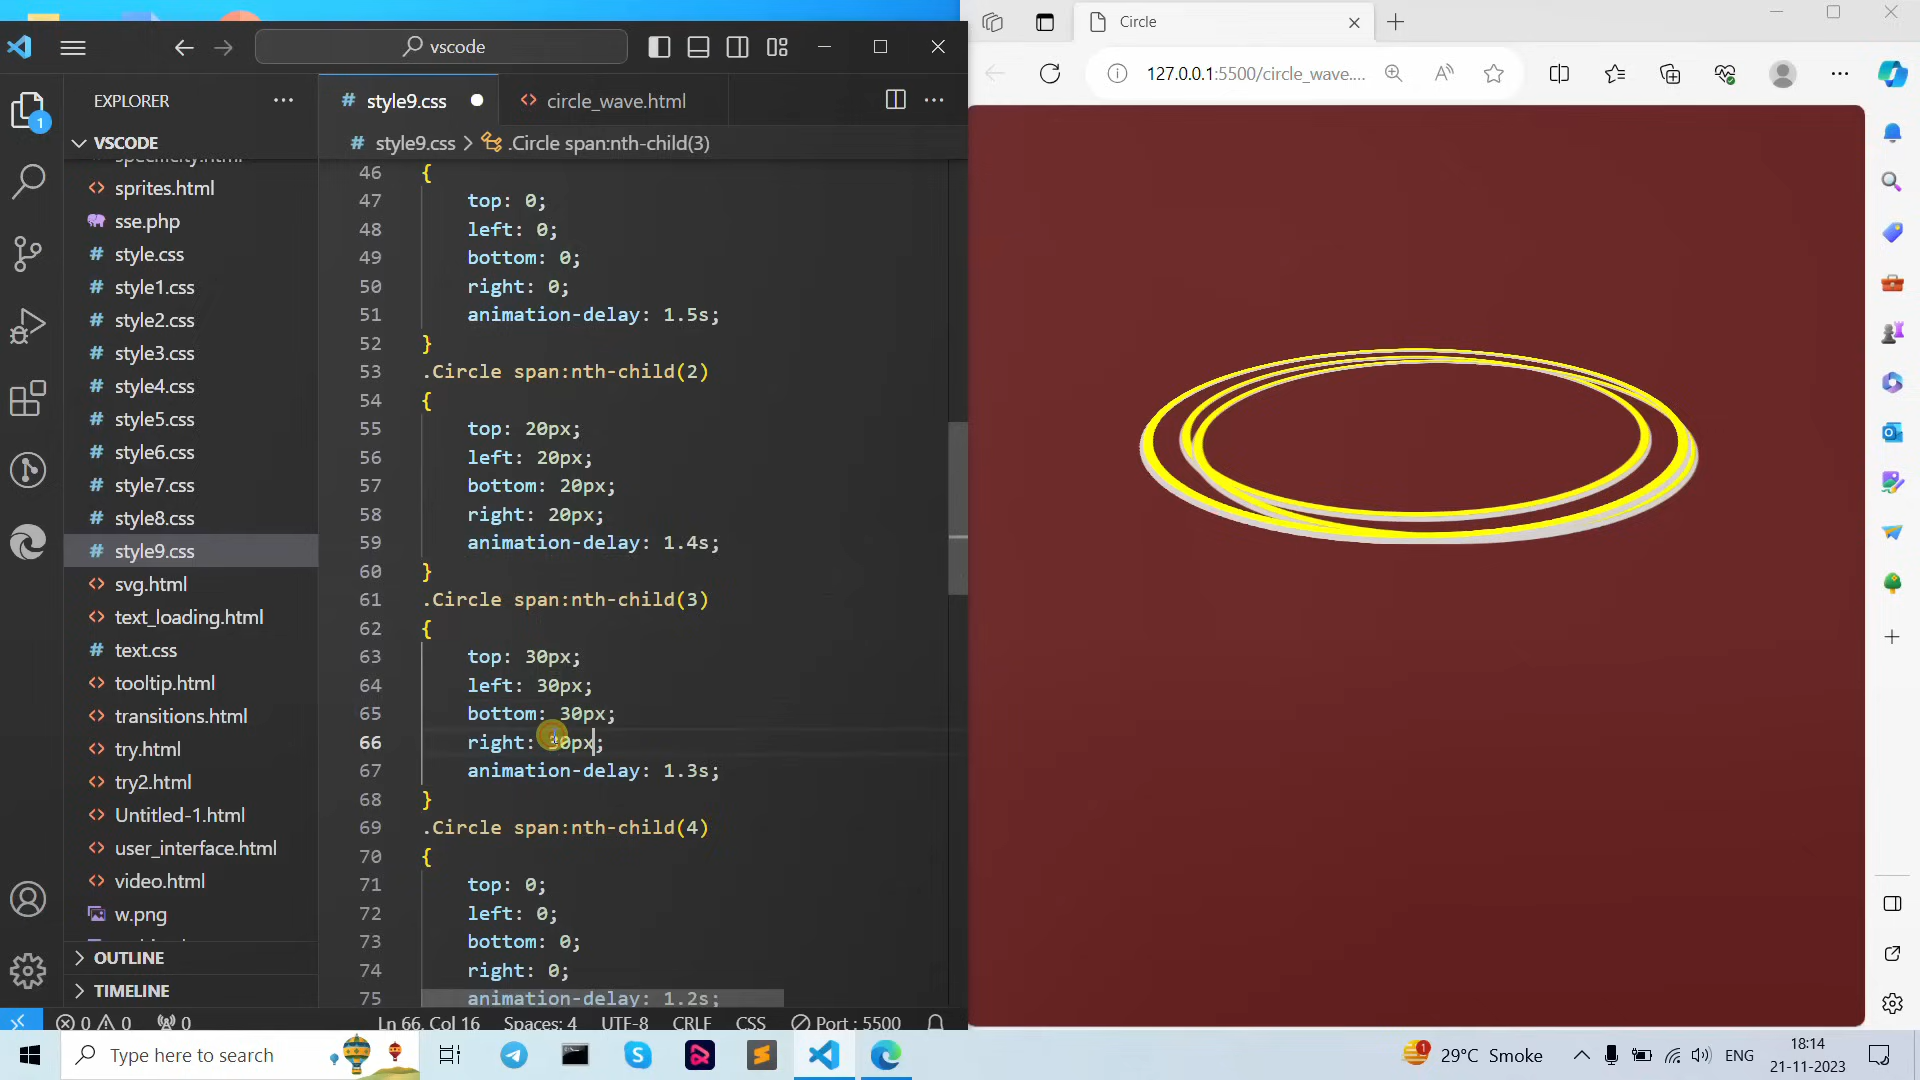 vscode
EXPLORER
VSCODE
specificity.html
sprites.html
sse.php
style.css
style1.css
style2.css
style3.css
style4.css
style5.css
style6.css
style7.css
style8.css
style9.css
svg.html
text_loading.html
text.css
tooltip.html
transitions.html
try.html
try2.html
Untitled-1.html
user_interface.html
video.html
w.png
OUTLINE
TIMELINE
1
# style9.css
<> circle_wave.html
# style9.css > .Circle span:nth-child(3)
46 {
47 top: 0;
48 left: 0;
49 bottom: 0;
50 right: 0;
51 animation-delay: 1.5s;
52 }
53 .Circle span:nth-child(2)
54 {
55 top: 20px;
56 left: 20px;
57 bottom: 20px;
58 right: 20px;
59 animation-delay: 1.4s;
60 }
61 .Circle span:nth-child(3)
62 {
63 top: 30px;
64 left: 30px;
65 bottom: 30px;
66 right: 30px;
67 animation-delay: 1.3s;
68 }
69 .Circle span:nth-child(4)
70 {
71 top: 0;
72 left: 0;
73 bottom: 0;
74 right: 0;
75 animation-delay: 1.2s;
0 0 0 Ln 66, Col 16 Spaces: 4 UTF-8 CRLF CSS Port : 5500
Circle
127.0.0.1:5500/circle_wave....
Type here to search
1
29°C Smoke
ENG
18:14
21-11-2023